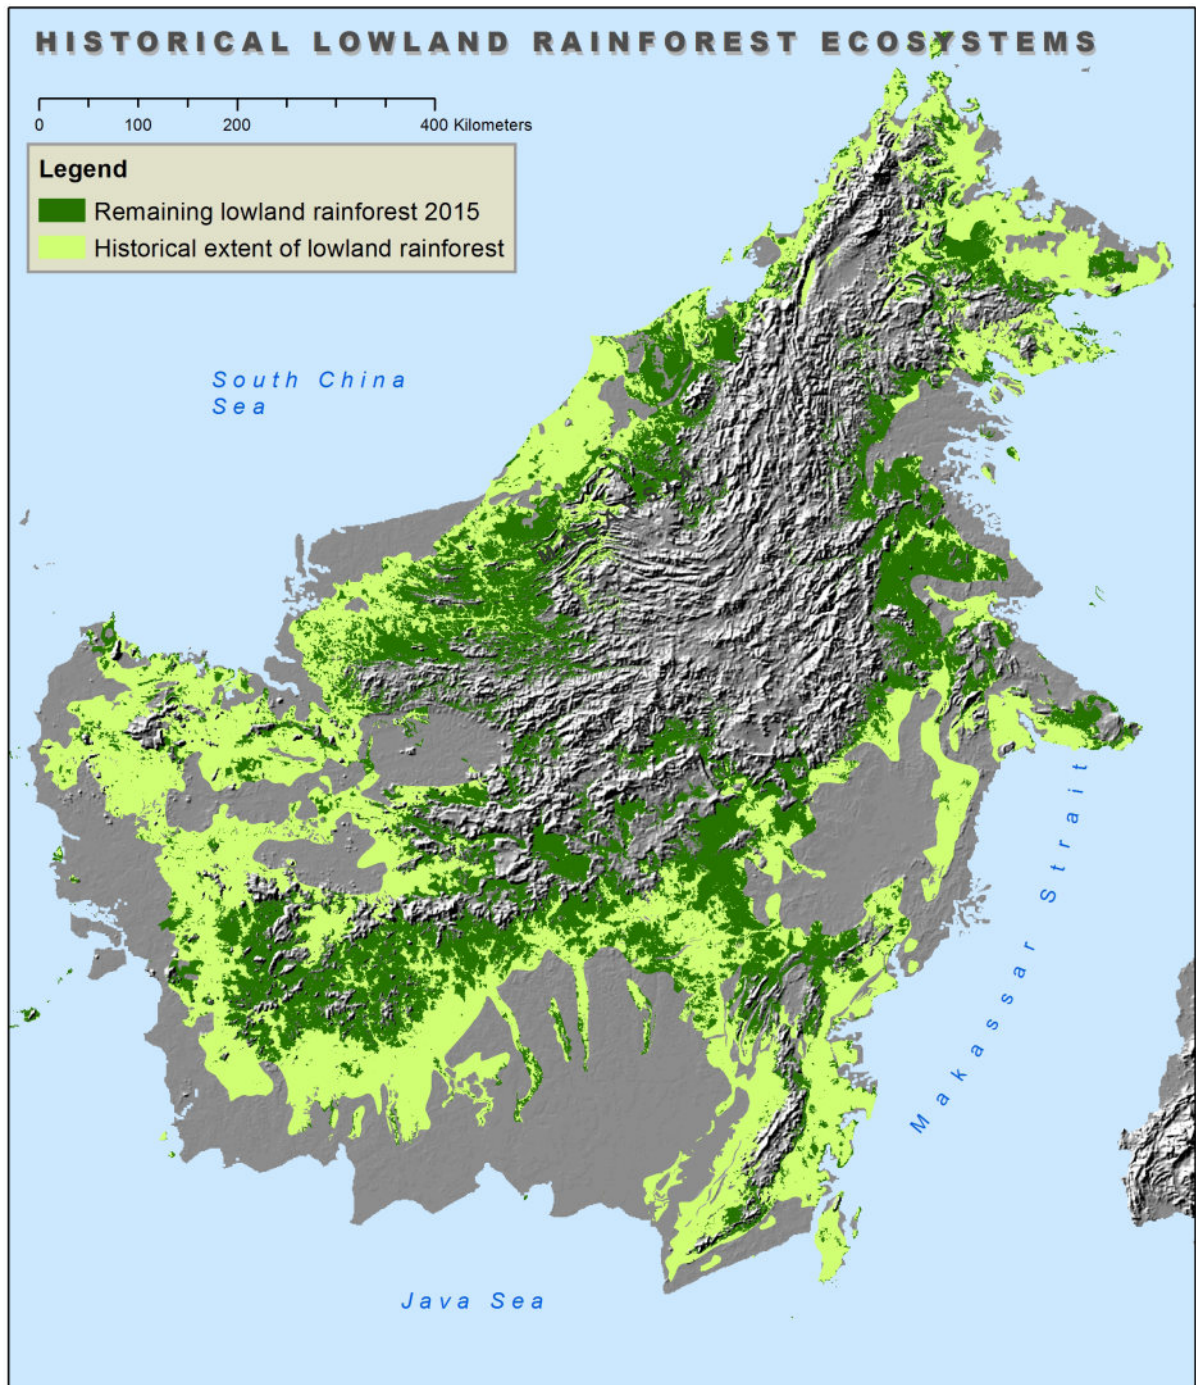 HISTORICAL LOWLAND RAINFOREST ECOSYSTEMS
0 100 200 400 Kilometers
Legend
Remaining lowland rainforest 2015
Historical extent of lowland rainforest
South China
Sea
Makassar Strait
Java Sea